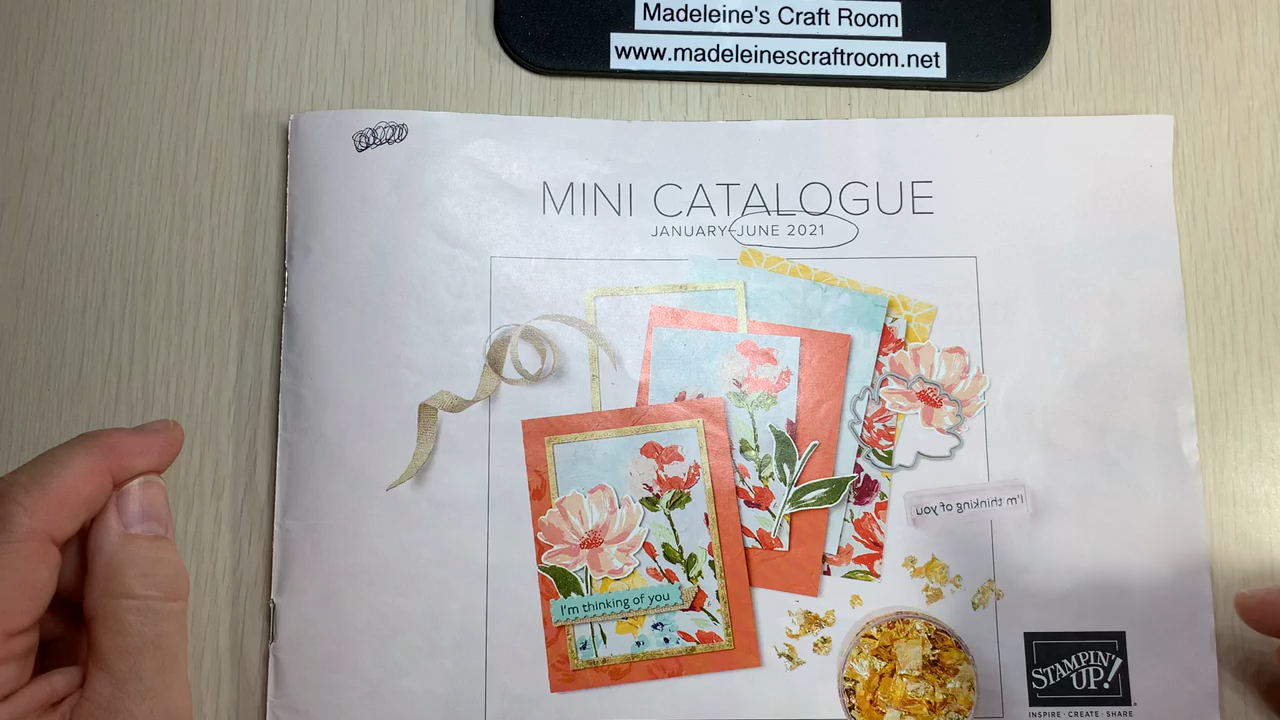 Madeleine's Craft Room
www.madeleinescraftroom.net
MINI CATALOGUE
JANUARY–JUNE 2021
I'm thinking of you
I'm thinking of you
STAMPIN' UP!
INSPIRE · CREATE · SHARE